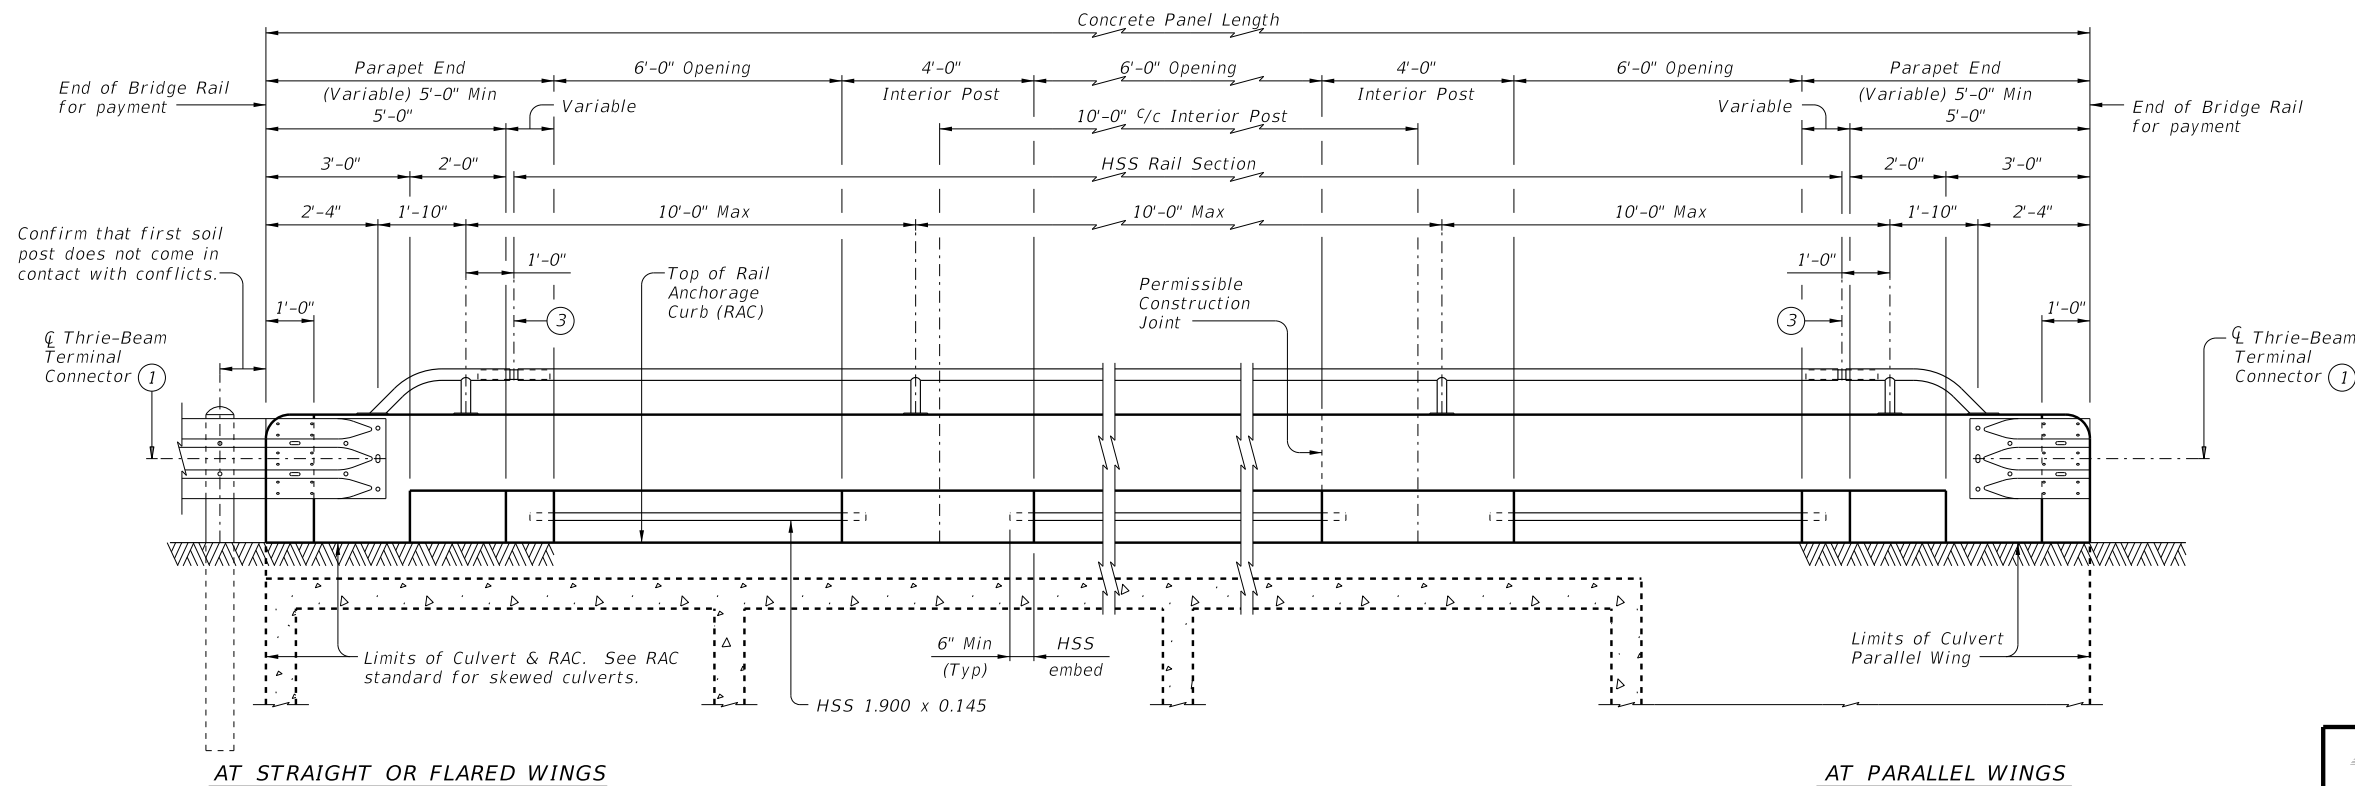 Concrete Panel Length
End of Bridge Rail
for payment
Parapet End
(Variable) 5'-0" Min
6'-0" Opening
4'-0"
Interior Post
6'-0" Opening
4'-0"
Interior Post
6'-0" Opening
Parapet End
(Variable) 5'-0" Min
End of Bridge Rail
for payment
5'-0"
Variable
10'-0" C/c Interior Post
Variable
5'-0"
3'-0"
2'-0"
HSS Rail Section
2'-0"
3'-0"
2'-4"
1'-10"
10'-0" Max
10'-0" Max
10'-0" Max
1'-10"
2'-4"
Confirm that first soil
post does not come in
contact with conflicts.
1'-0"
Top of Rail
Anchorage
Curb (RAC)
Permissible
Construction
Joint
1'-0"
1'-0"
3
3
1'-0"
℄ Thrie-Beam
Terminal
Connector 1
℄ Thrie-Beam
Terminal
Connector 1
Limits of Culvert & RAC. See RAC
standard for skewed culverts.
6" Min
(Typ)
HSS
embed
HSS 1.900 x 0.145
Limits of Culvert
Parallel Wing
AT STRAIGHT OR FLARED WINGS
AT PARALLEL WINGS